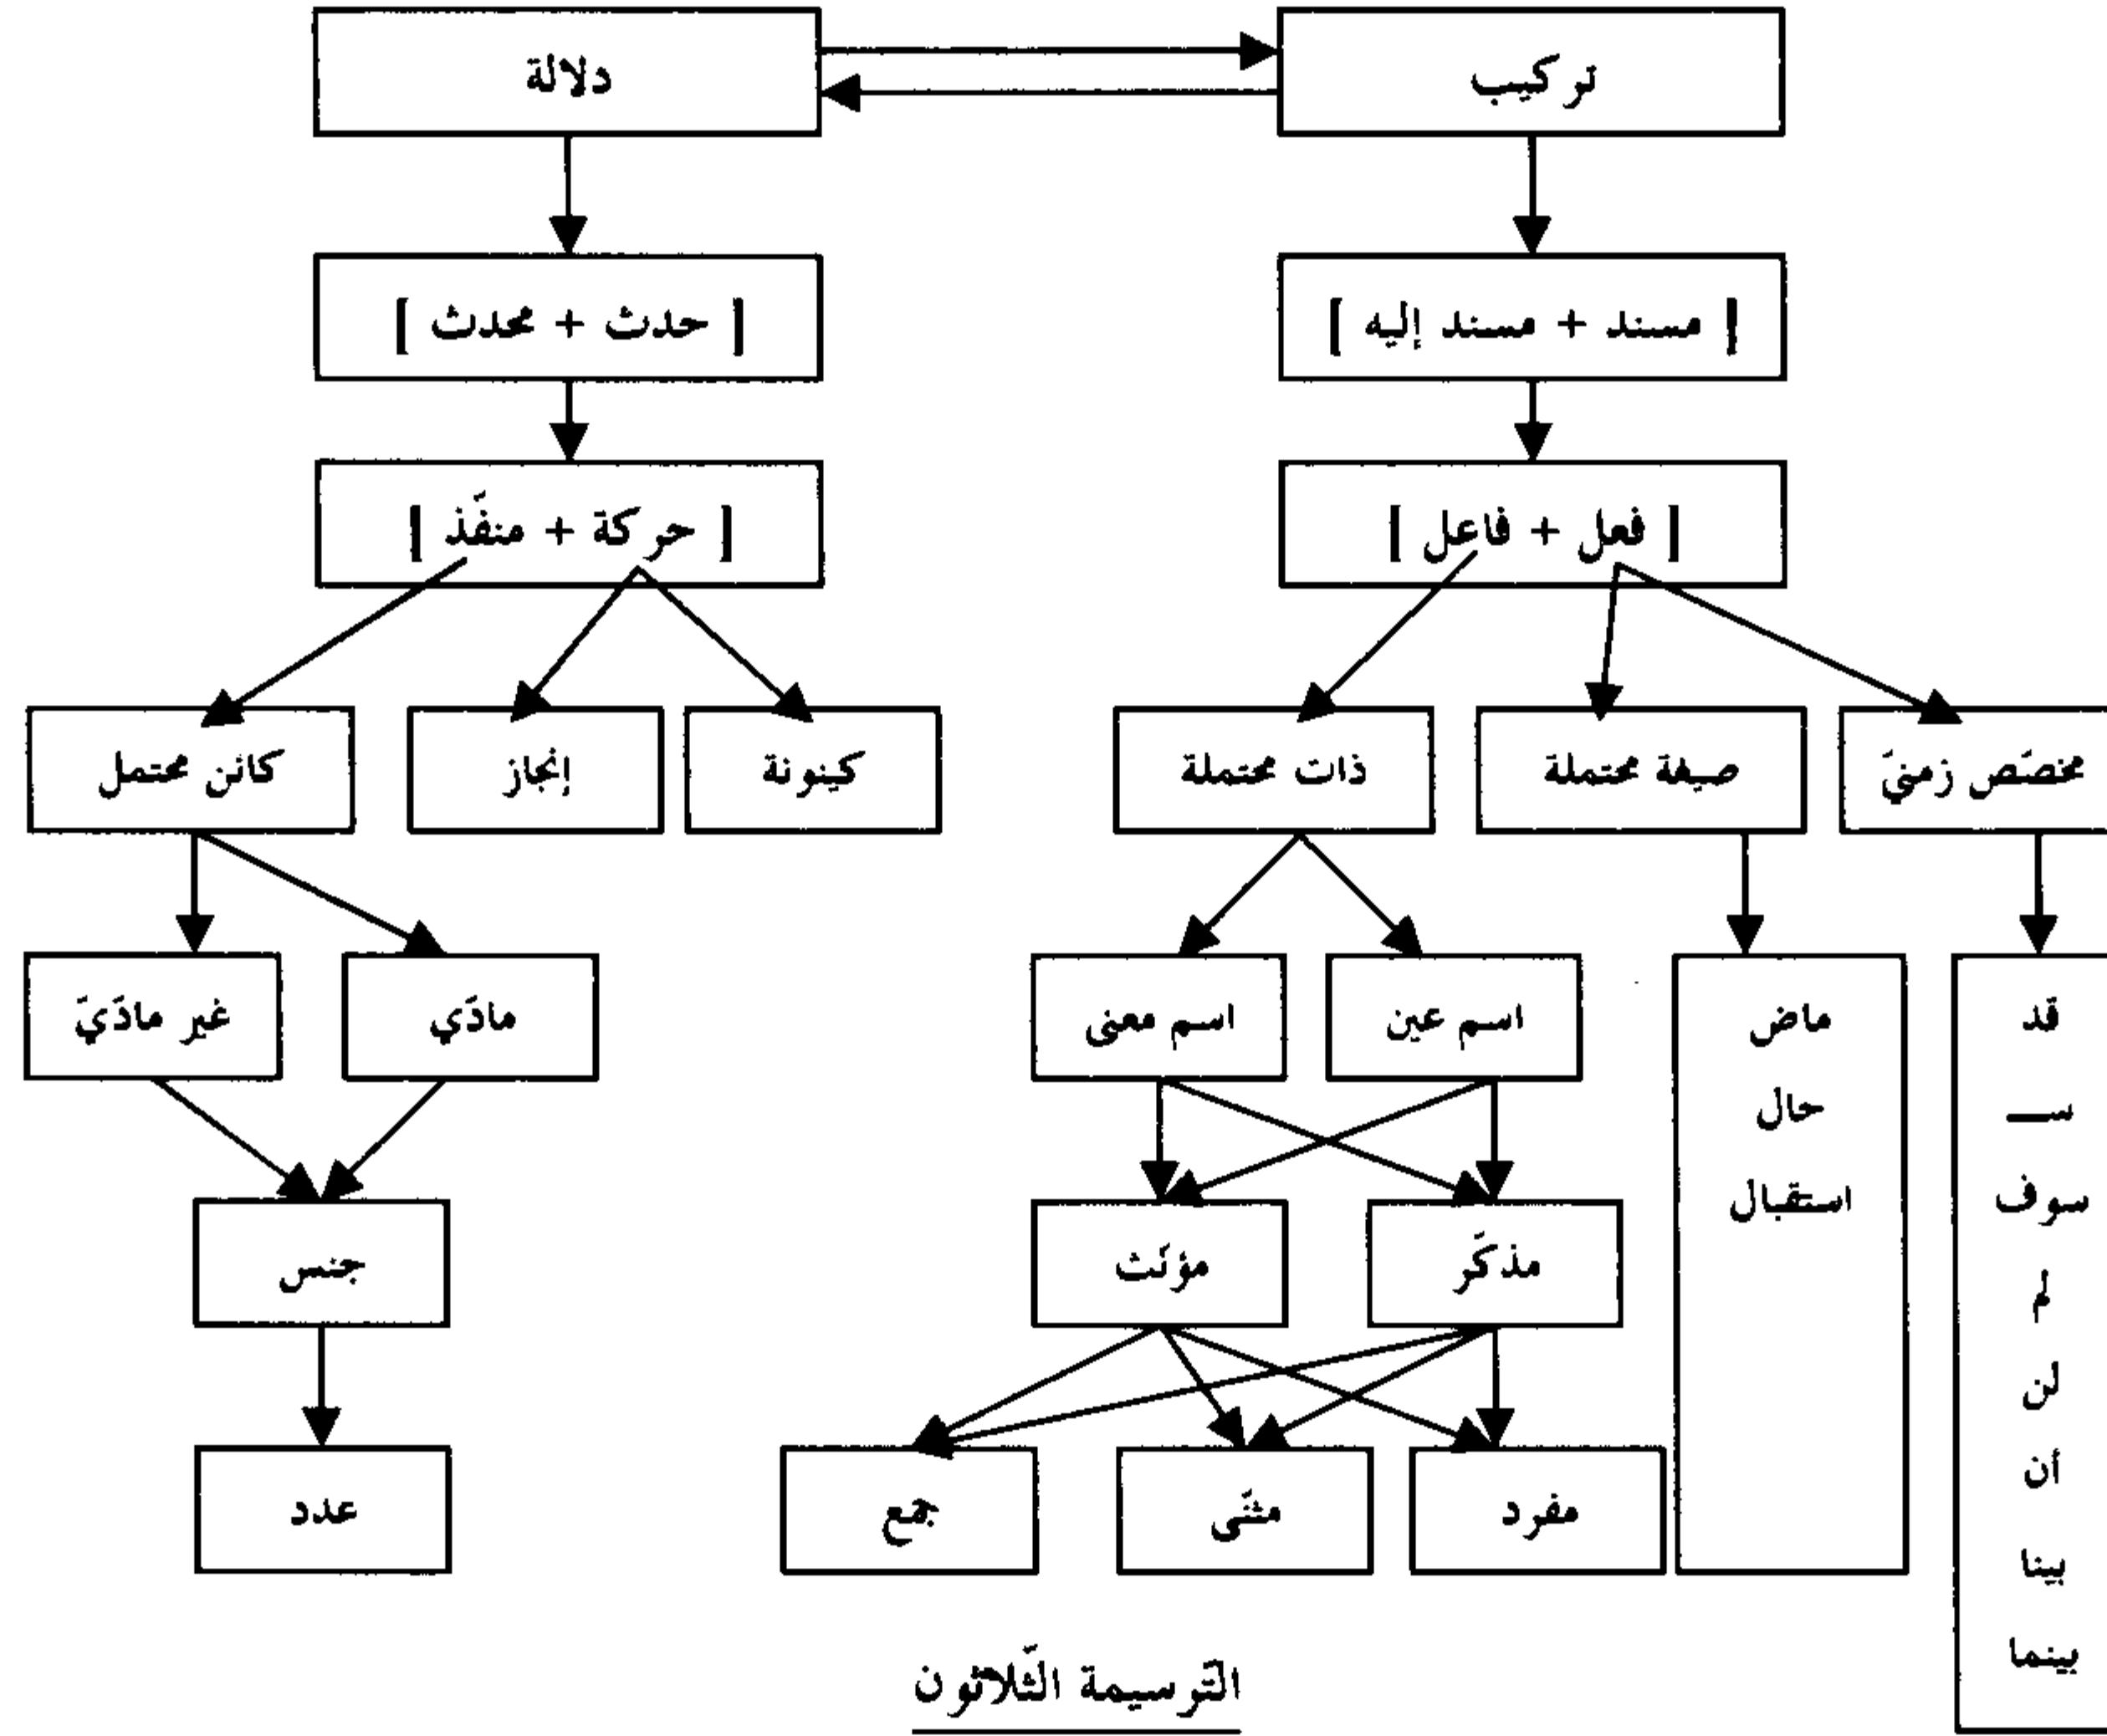 تركيب
دلالة
[ مسند + مسند إليه ]
[ حدث + محدث ]
[ فعل + فاعل ]
[ حركة + منفّذ ]
مخصّص زمنيّ
صيغة محتملة
ذات محتملة
كينونة
إنجاز
كائن محتمل
قد
ســ
سوف
لم
لن
أن
بينا
بينما
ماض
حال
استقبال
اسم عين
اسم معنى
مادّي
غير مادّيّ
مذكّر
مؤنّث
جنس
مفرد
مثنّى
جمع
عدد
التّرسيمة الثّلاثون